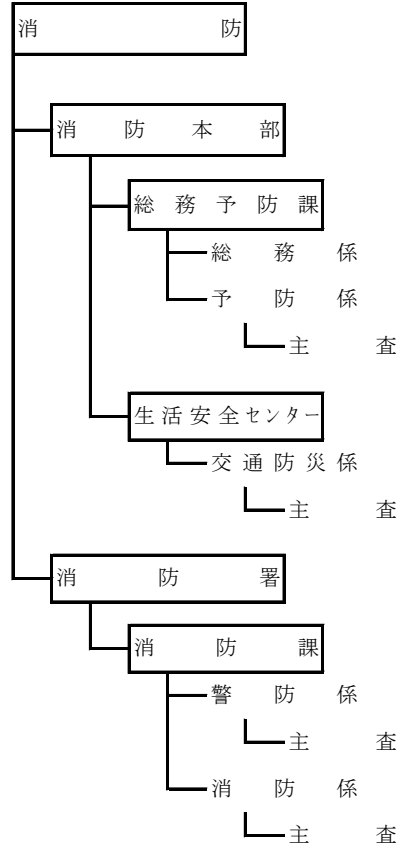 消防
消防本部
総務予防課
総務係
予防係
主査
生活安全センター
交通防災係
主査
消防署
消防課
警防係
主査
消防係
主査